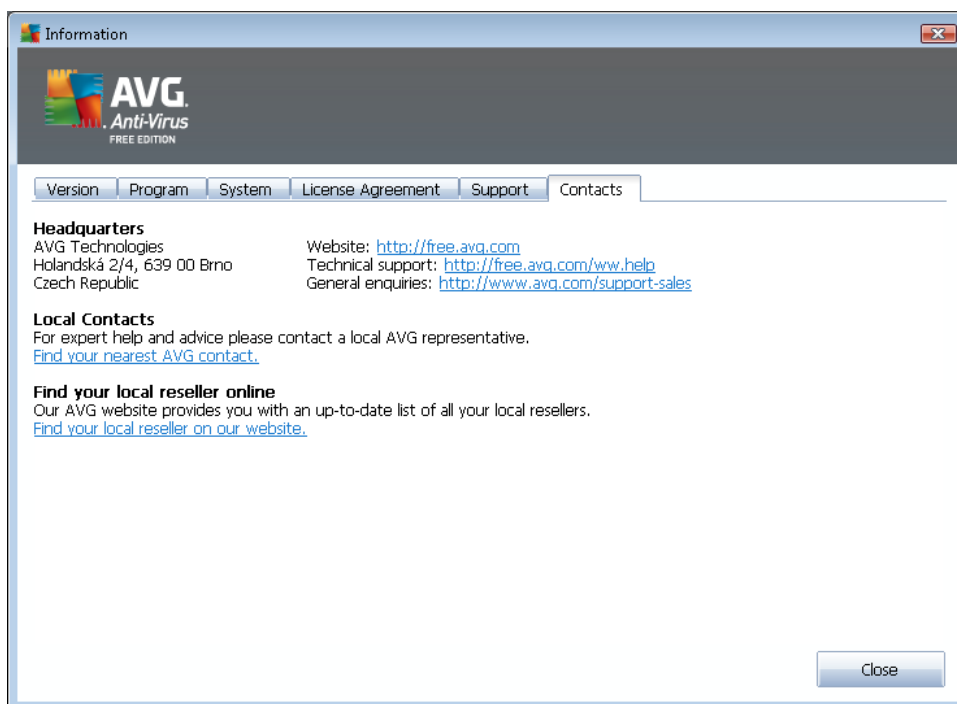 Information
AVG.
Anti-Virus
FREE EDITION
Version Program System License Agreement Support Contacts
Headquarters
AVG Technologies
Holandská 2/4, 639 00 Brno
Czech Republic
Website: http://free.avg.com
Technical support: http://free.avg.com/ww.help
General enquiries: http://www.avg.com/support-sales
Local Contacts
For expert help and advice please contact a local AVG representative.
Find your nearest AVG contact.
Find your local reseller online
Our AVG website provides you with an up-to-date list of all your local resellers.
Find your local reseller on our website.
Close